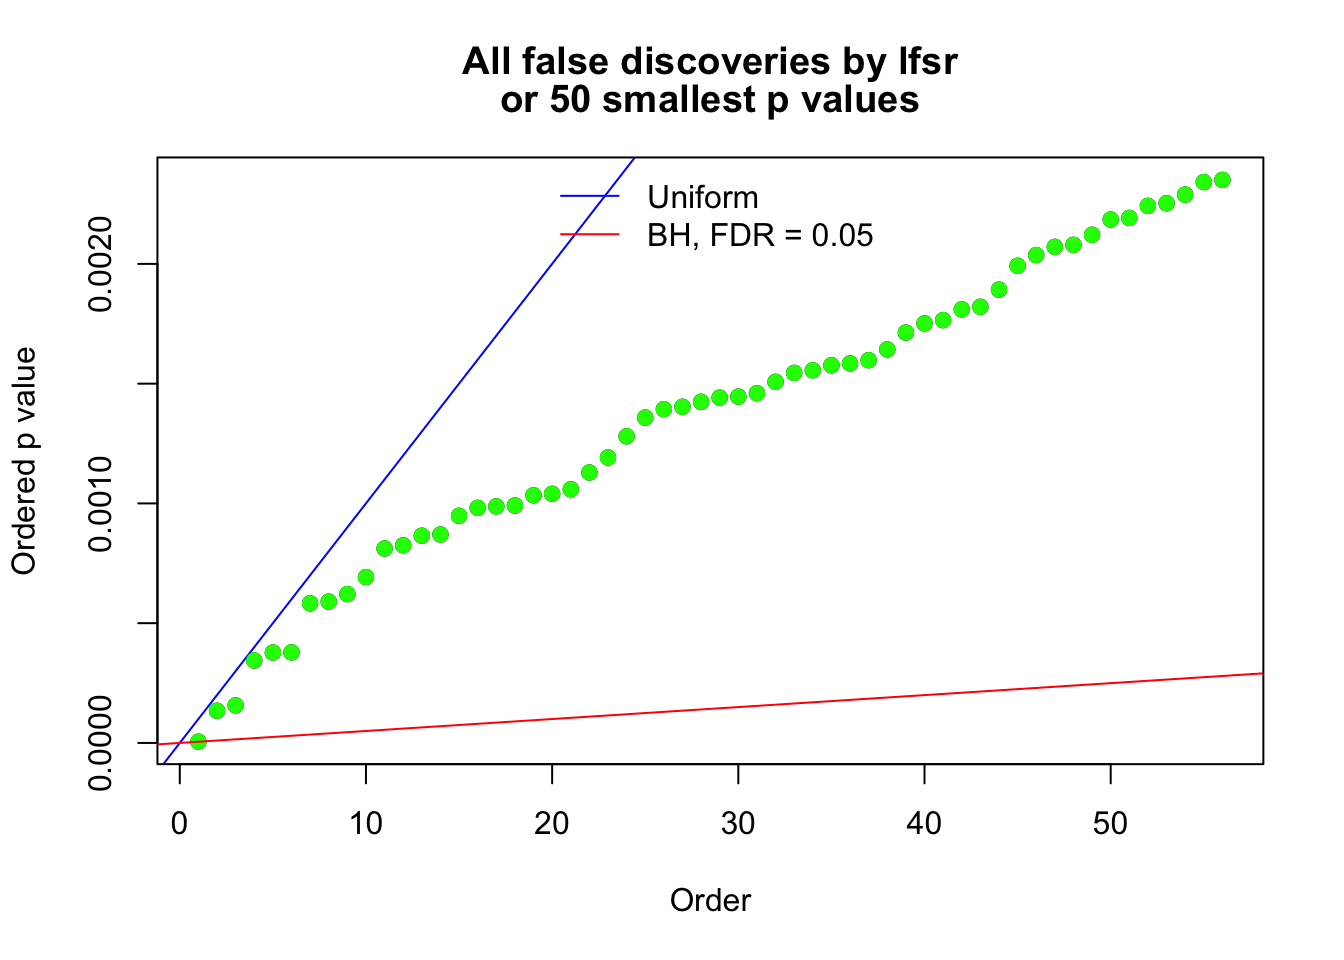 All false discoveries by lfsr
or 50 smallest p values
Uniform
BH, FDR = 0.05
Ordered p value
0.0020
0.0010
0.0000
0 10 20 30 40 50
Order